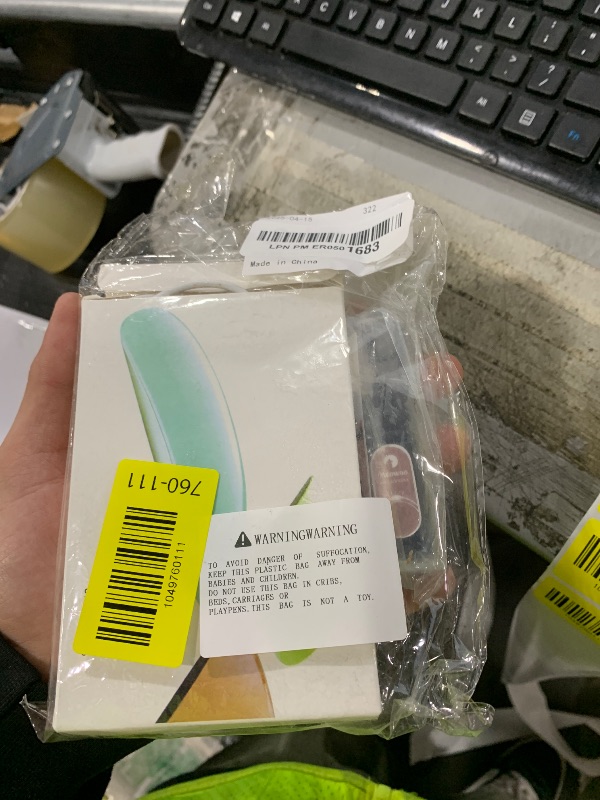 322
LPN PM ER0501683
Made in China
760-111
1049760111
WARNINGWARNING
TO AVOID DANGER OF SUFFOCATION,
KEEP THIS PLASTIC BAG AWAY FROM
BABIES AND CHILDREN.
DO NOT USE THIS BAG IN CRIBS,
BEDS, CARRIAGES OR
PLAYPENS. THIS BAG IS NOT A TOY.
X C V B N M
J K L
Alt
Fn